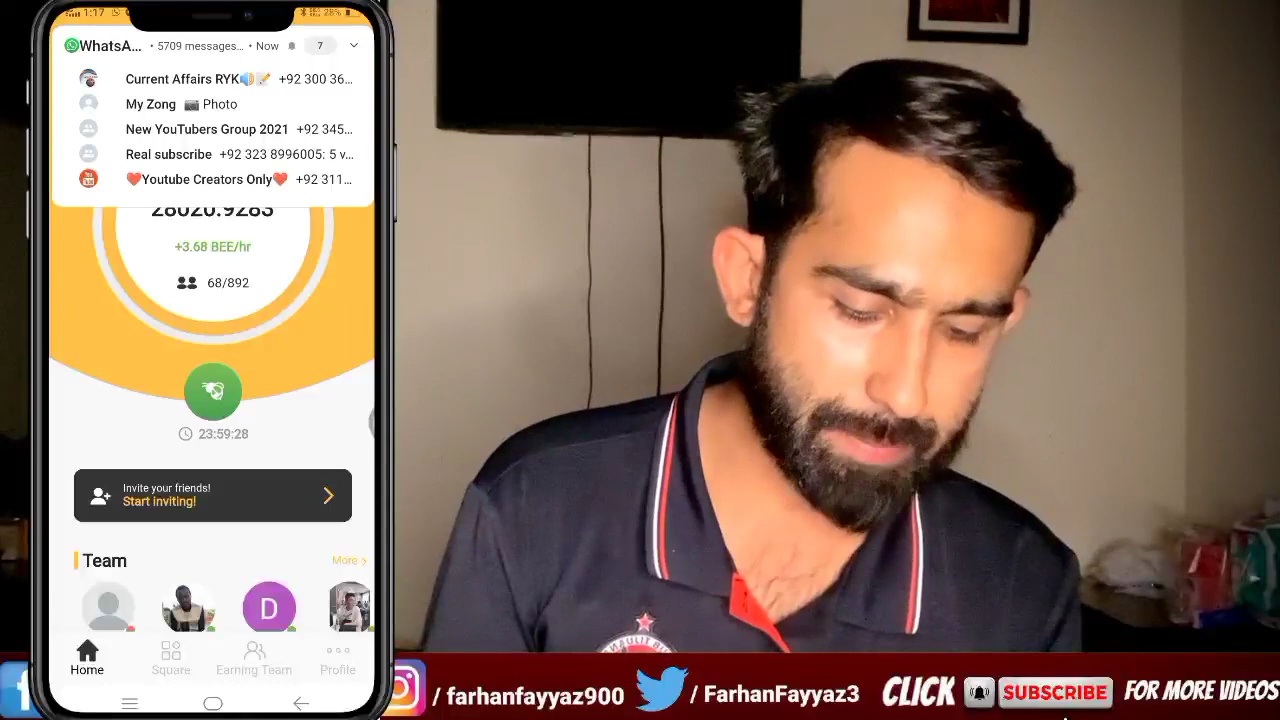 1:17 28%
WhatsA... • 5709 messages... • Now 7
Current Affairs RYK🔊📝 +92 300 36...
My Zong 📷 Photo
New YouTubers Group 2021 +92 345...
Real subscribe +92 323 8996005: 5 v...
❤️Youtube Creators Only❤️ +92 311...
28020.9283
+3.68 BEE/hr
68/892
23:59:28
Invite your friends!
Start inviting!
Team More
D
Home Square Earning Team Profile
/ farhanfayyaz900 / FarhanFayyaz3 CLICK SUBSCRIBE FOR MORE VIDEOS